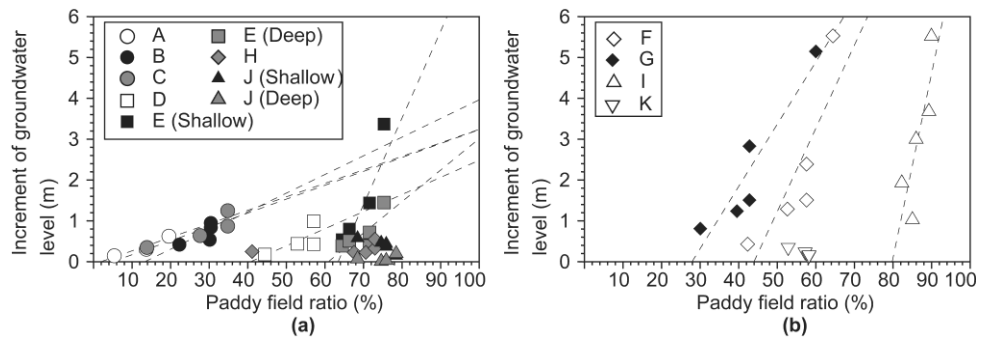 6
5
4
3
2
1
0
Increment of groundwater
level (m)
A
B
C
D
E (Shallow)
E (Deep)
H
J (Shallow)
J (Deep)
0 10 20 30 40 50 60 70 80 90 100
Paddy field ratio (%)
(a)
6
5
4
3
2
1
0
Increment of groundwater
level (m)
F
G
I
K
0 10 20 30 40 50 60 70 80 90 100
Paddy field ratio (%)
(b)